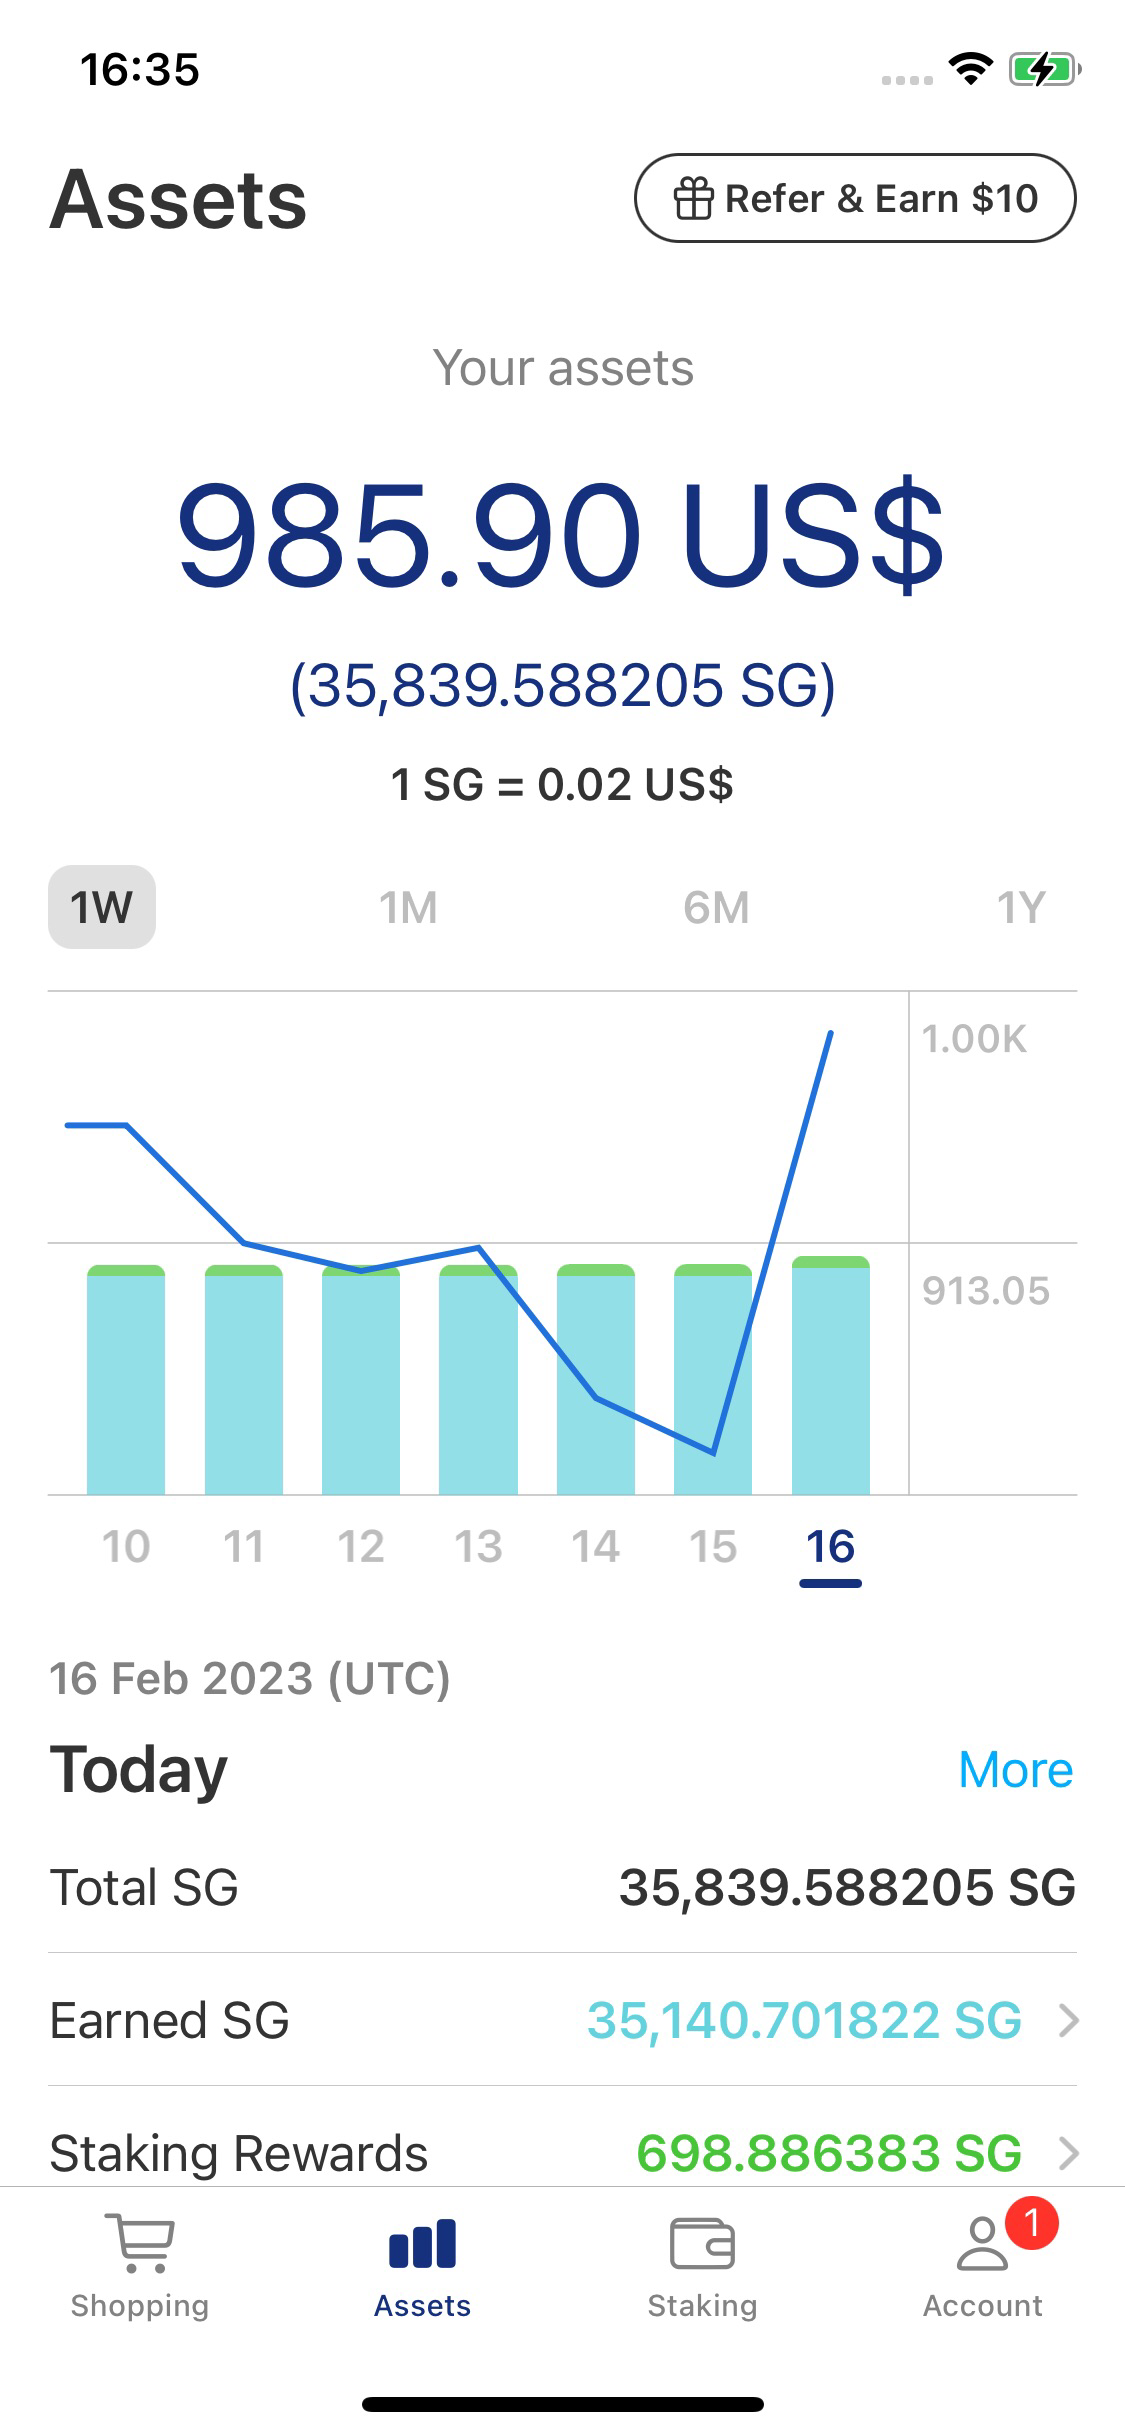 16:35
Assets
Refer & Earn $10
Your assets
985.90 US$
(35,839.588205 SG)
1 SG = 0.02 US$
1W 1M 6M 1Y
1.00K
913.05
10 11 12 13 14 15 16
16 Feb 2023 (UTC)
Today More
Total SG 35,839.588205 SG
Earned SG 35,140.701822 SG
Staking Rewards 698.886383 SG
1
Shopping Assets Staking Account